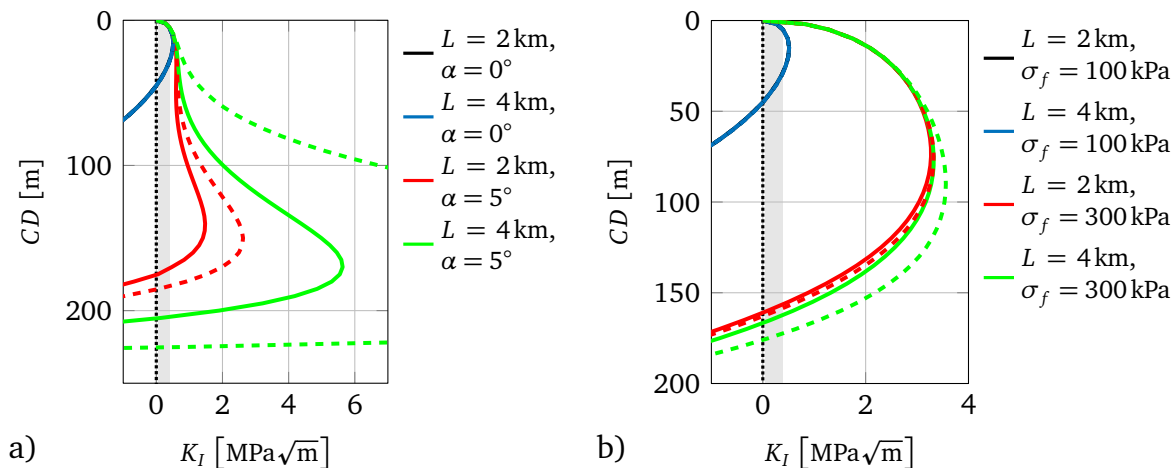 0
100
200
0
2
4
6
CD [m]
K_I [MPa√m]
a)
L = 2 km,
α = 0°
L = 4 km,
α = 0°
L = 2 km,
α = 5°
L = 4 km,
α = 5°
0
50
100
150
200
0
2
4
CD [m]
K_I [MPa√m]
b)
L = 2 km,
σ_f = 100 kPa
L = 4 km,
σ_f = 100 kPa
L = 2 km,
σ_f = 300 kPa
L = 4 km,
σ_f = 300 kPa